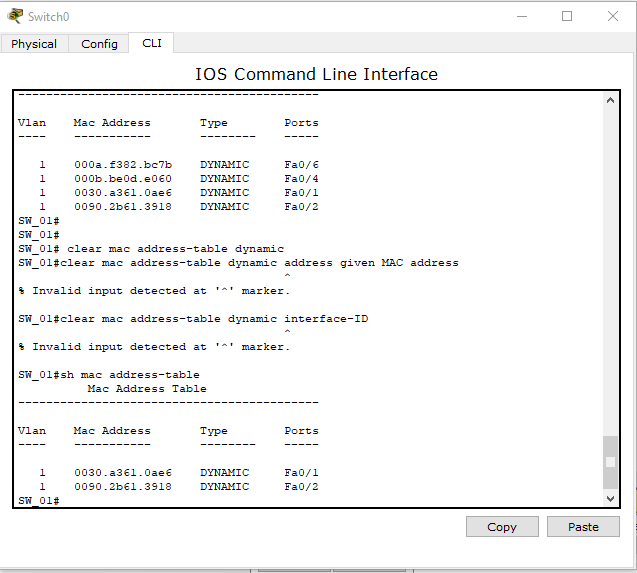 Switch0
Physical Config CLI
IOS Command Line Interface
-------------------------------------------
Vlan Mac Address Type Ports
---- ----------- -------- -----
1 000a.f382.bc7b DYNAMIC Fa0/6
1 000b.be0d.e060 DYNAMIC Fa0/4
1 0030.a361.0ae6 DYNAMIC Fa0/1
1 0090.2b61.3918 DYNAMIC Fa0/2
SW_01#
SW_01#
SW_01# clear mac address-table dynamic
SW_01#clear mac address-table dynamic address given MAC address
^
% Invalid input detected at '^' marker.
SW_01#clear mac address-table dynamic interface-ID
^
% Invalid input detected at '^' marker.
SW_01#sh mac address-table
Mac Address Table
-------------------------------------------
Vlan Mac Address Type Ports
---- ----------- -------- -----
1 0030.a361.0ae6 DYNAMIC Fa0/1
1 0090.2b61.3918 DYNAMIC Fa0/2
SW_01#
Copy Paste